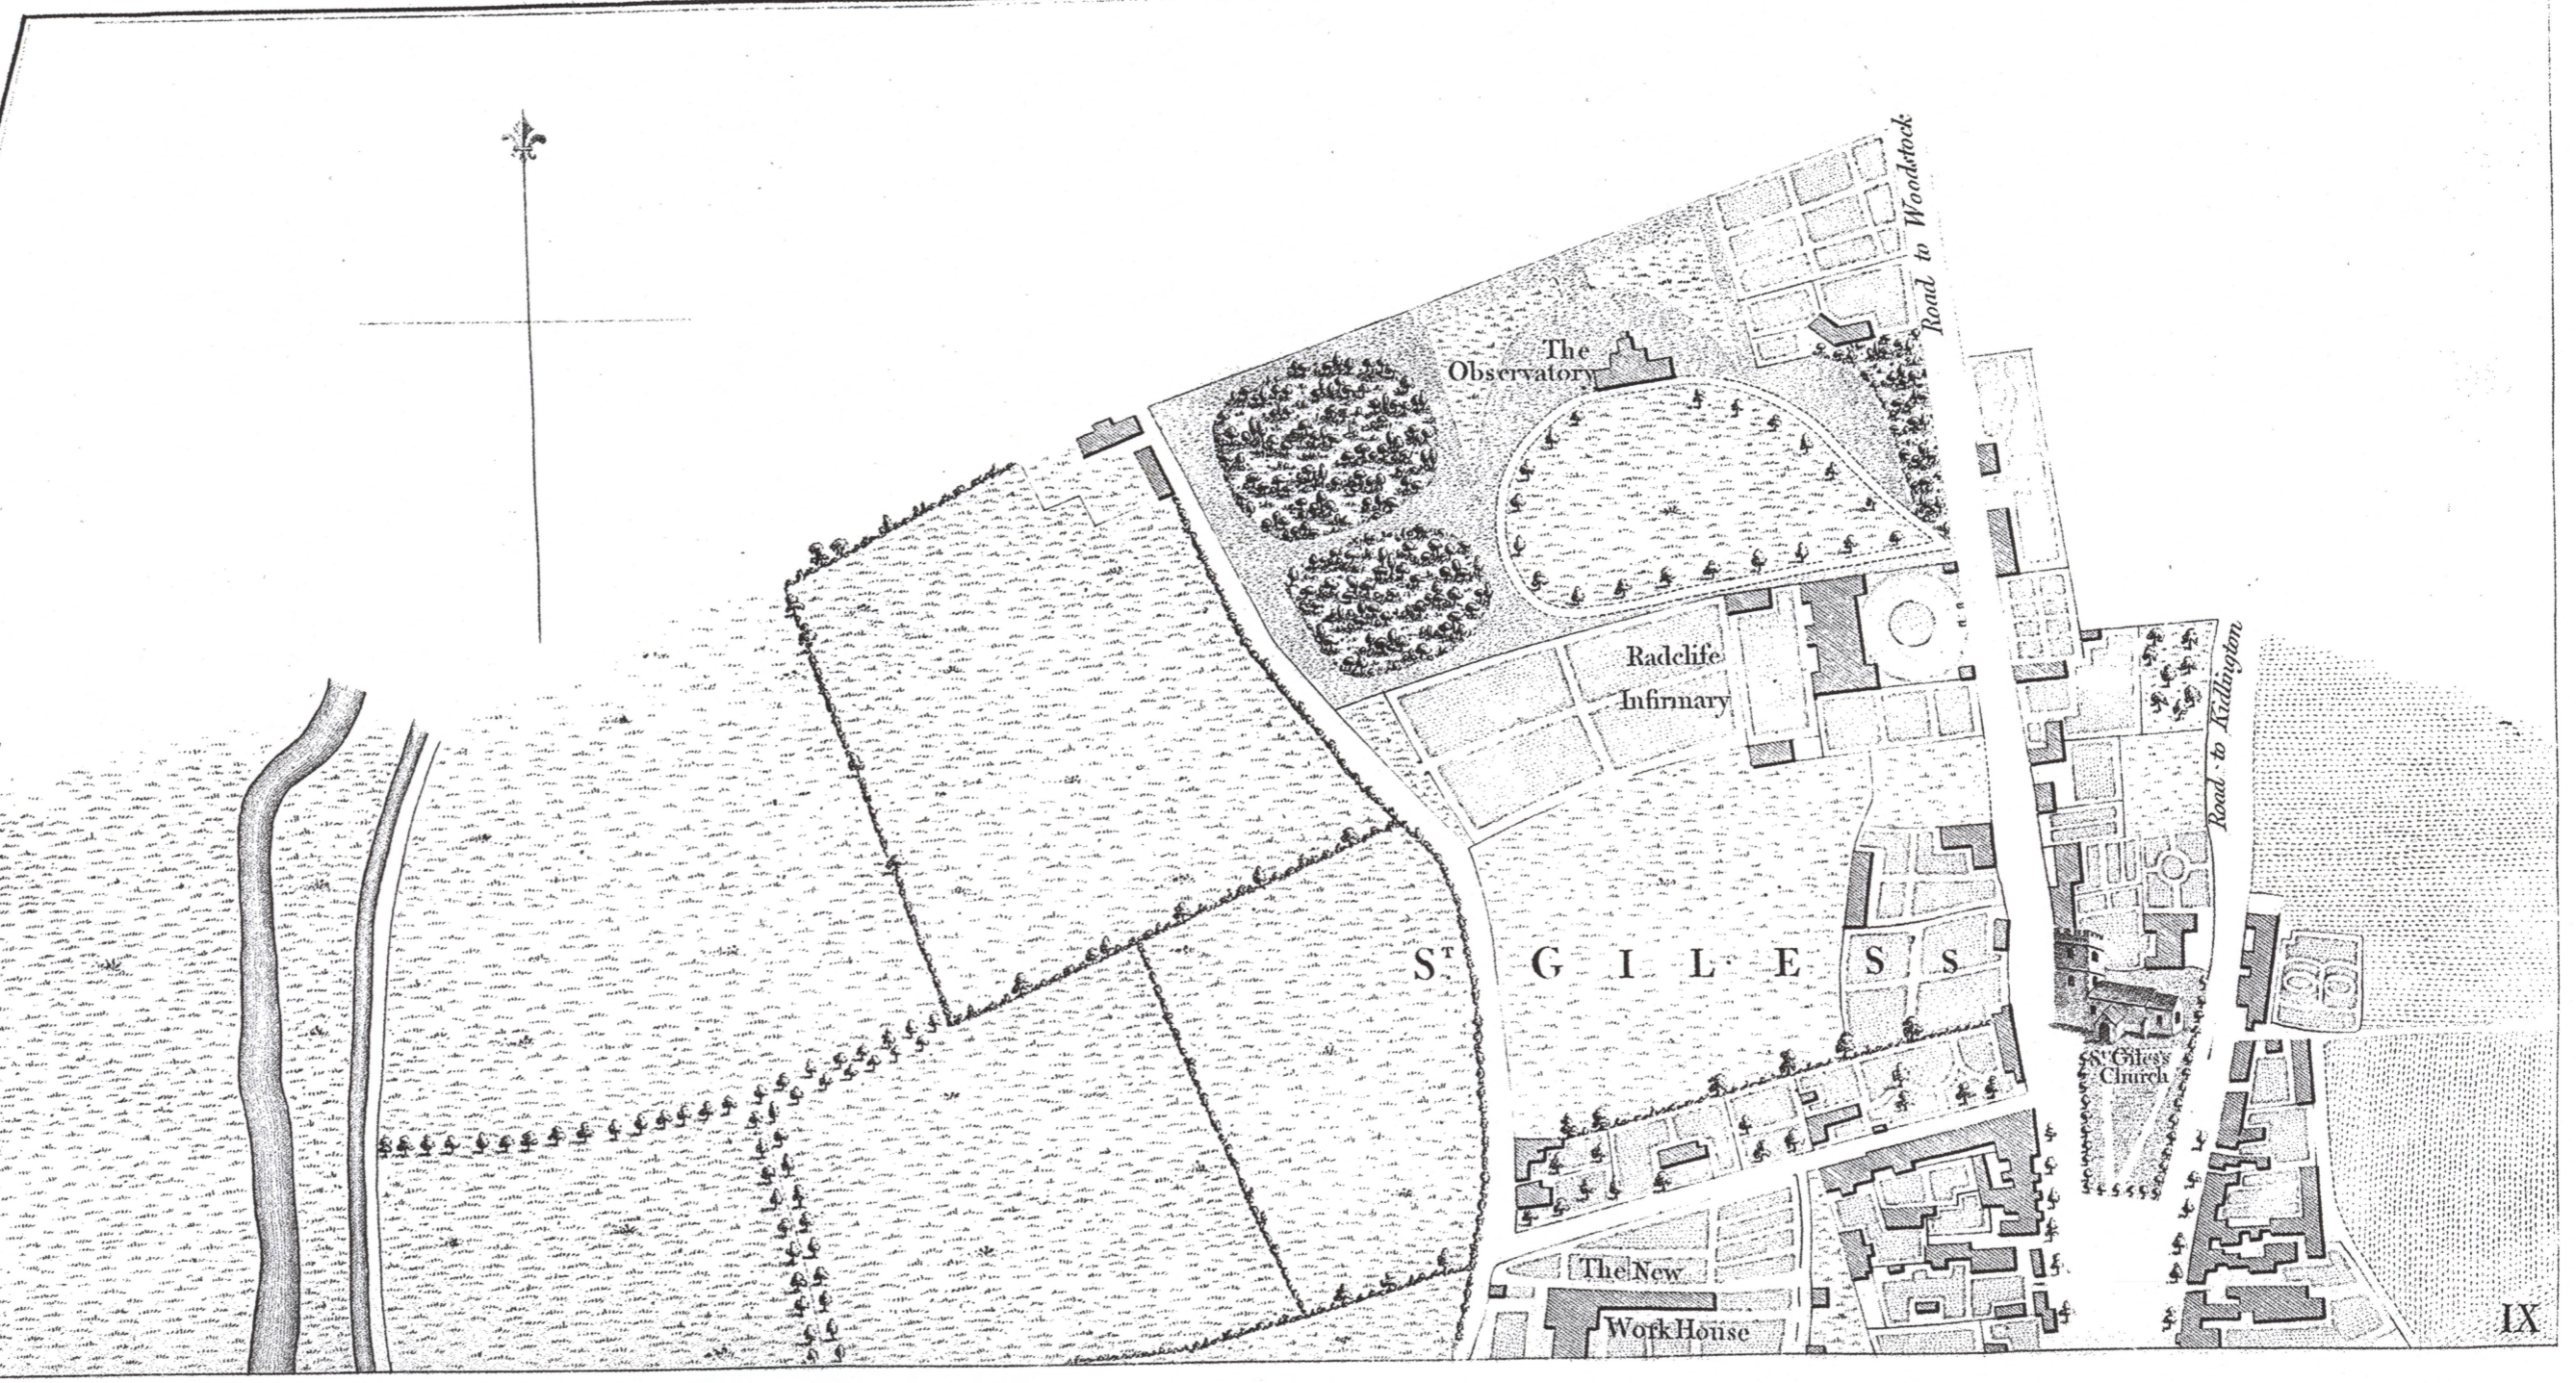 Road to Woodstock
The
Observatory
Road to Kidlington
Radclife
Infirmary
ST. GILES S
St. Giles's
Church
The New
Work House
IX